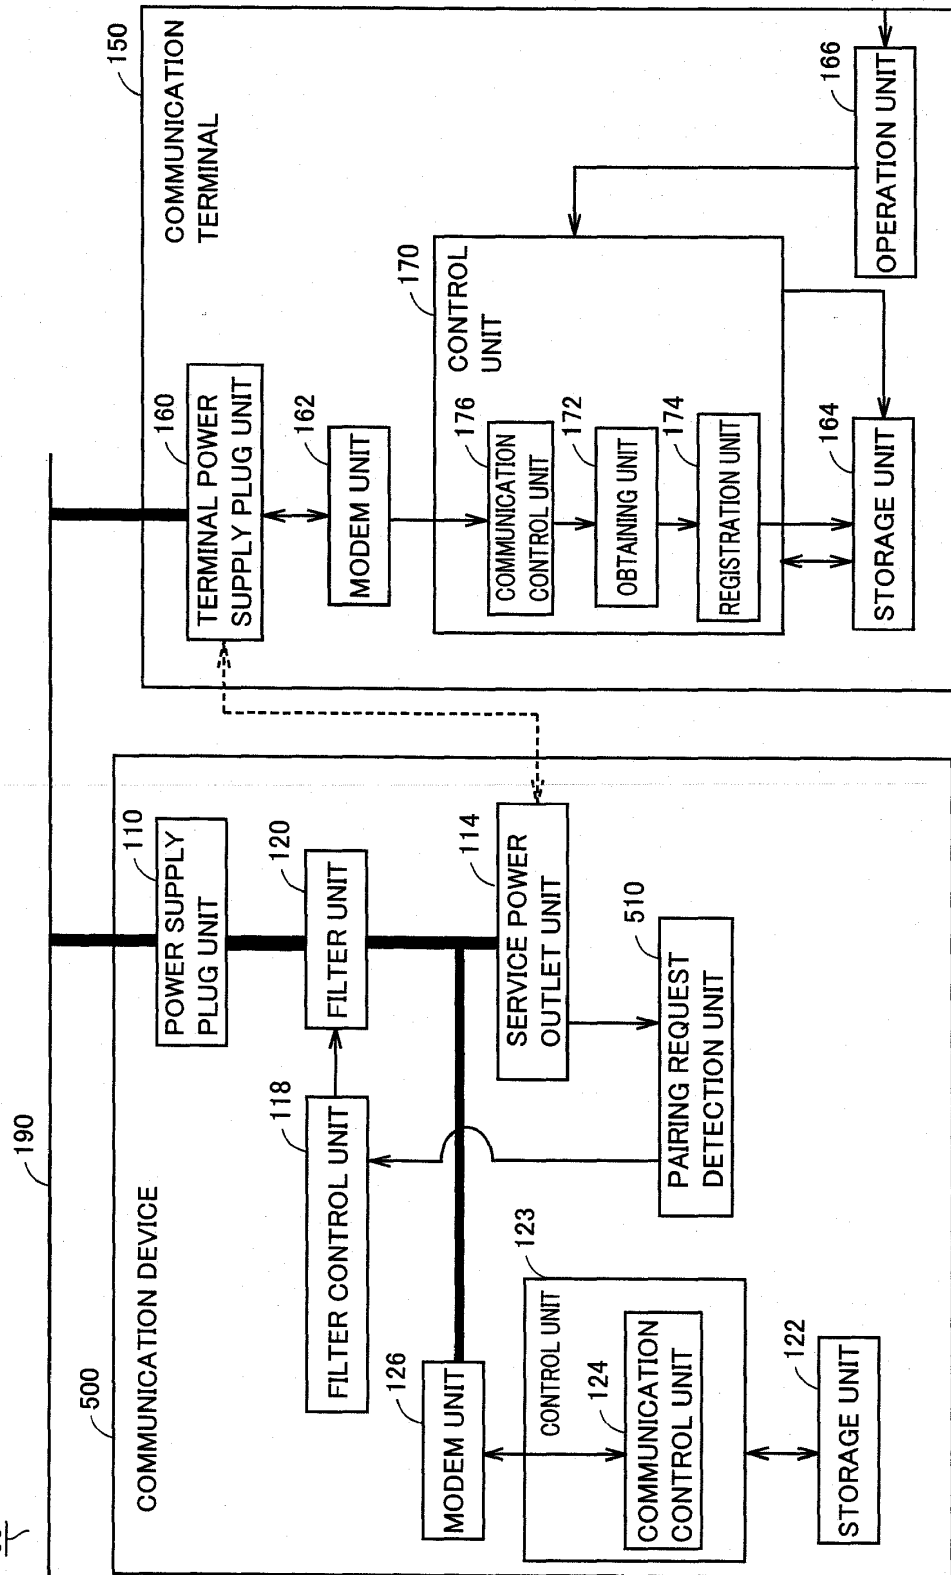 190
500
COMMUNICATION DEVICE
110
POWER SUPPLY
PLUG UNIT
118
FILTER CONTROL UNIT
120
FILTER UNIT
126
MODEM UNIT
114
SERVICE POWER
OUTLET UNIT
123
CONTROL UNIT
124
COMMUNICATION
CONTROL UNIT
510
PAIRING REQUEST
DETECTION UNIT
122
STORAGE UNIT
150
COMMUNICATION
TERMINAL
160
TERMINAL POWER
SUPPLY PLUG UNIT
162
MODEM UNIT
170
CONTROL
UNIT
176
COMMUNICATION
CONTROL UNIT
172
OBTAINING UNIT
174
REGISTRATION UNIT
164
STORAGE UNIT
166
OPERATION UNIT